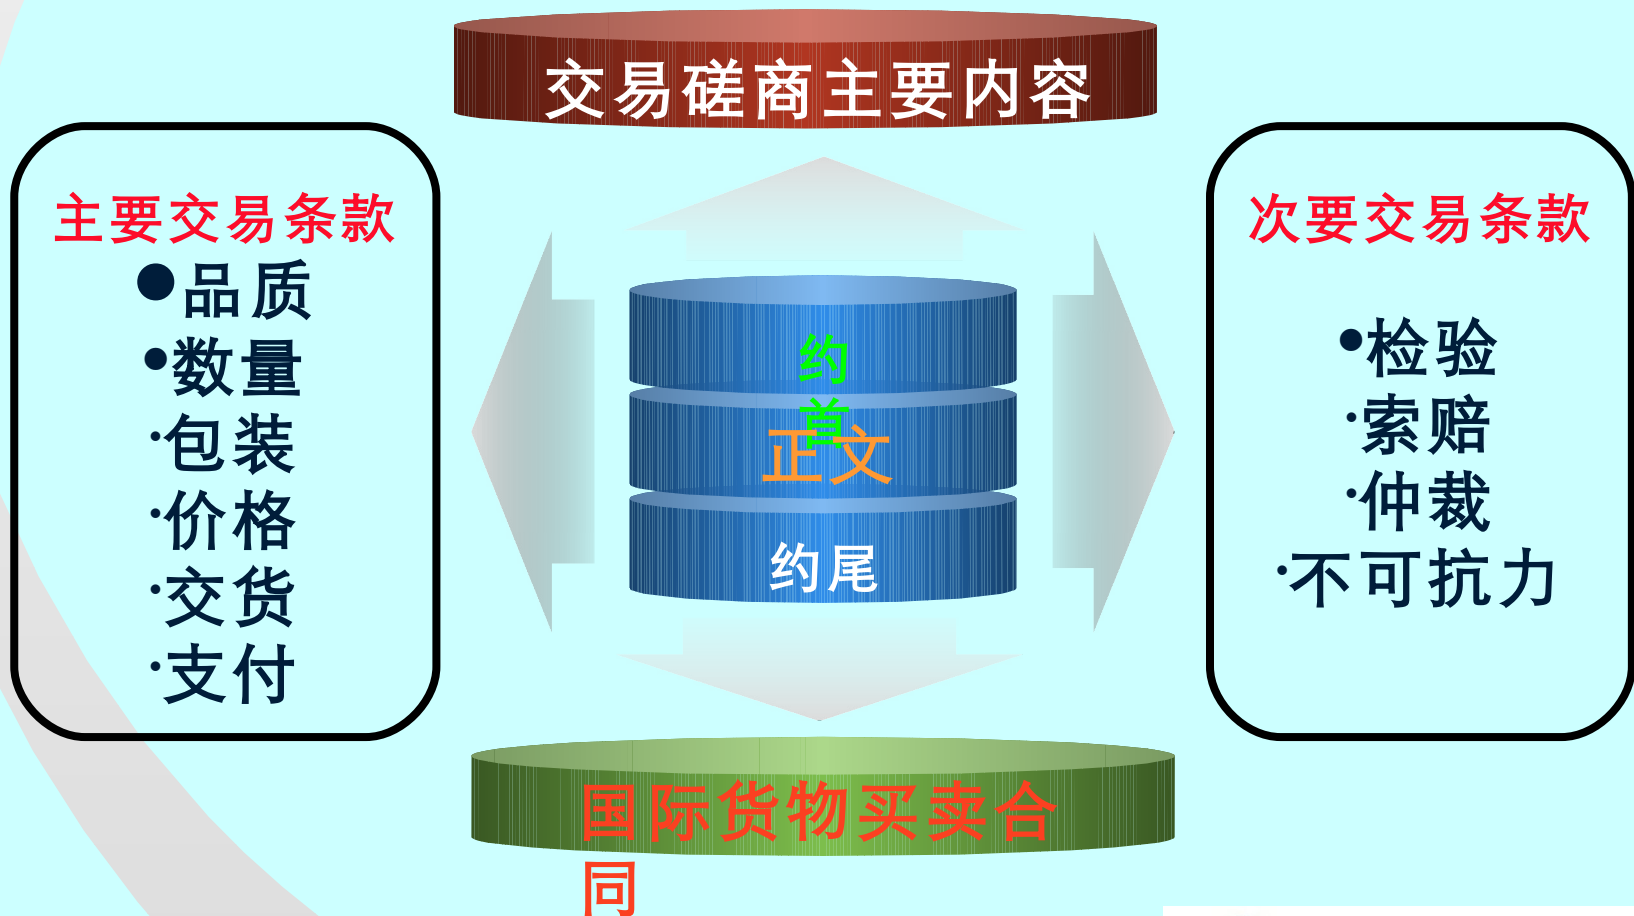 交易磋商主要内容
主要交易条款
●品质
●数量
·包装
·价格
·交货
·支付
约
首
正文
约尾
次要交易条款
●检验
·索赔
·仲裁
·不可抗力
国际货物买卖合
同